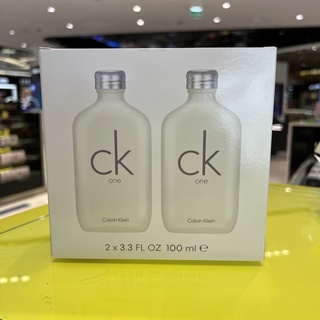 ck
one
Calvin Klein
ck
one
Calvin Klein
2 x 3.3 FL OZ 100 ml ℮